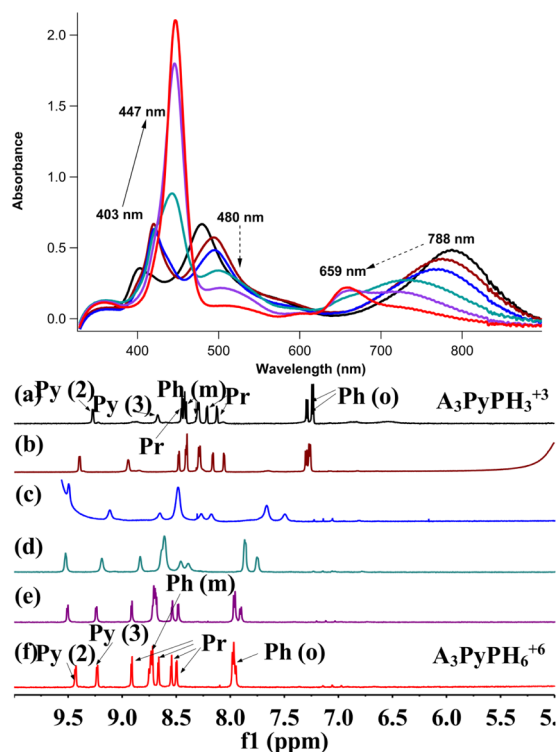 2.0
1.5
1.0
0.5
0.0
Absorbance
447 nm
403 nm
480 nm
788 nm
659 nm
400 500 600 700 800
Wavelength (nm)
(a) Py (2) Py (3) Ph (m) Pr Pr Ph (o) A₃PyPH₃⁺³
(b)
(c)
(d)
(e)
(f) Py (2) Py (3) Ph (m) Pr Ph (o) A₃PyPH₆⁺⁶
9.5 9.0 8.5 8.0 7.5 7.0 6.5 6.0 5.5 5.
f1 (ppm)